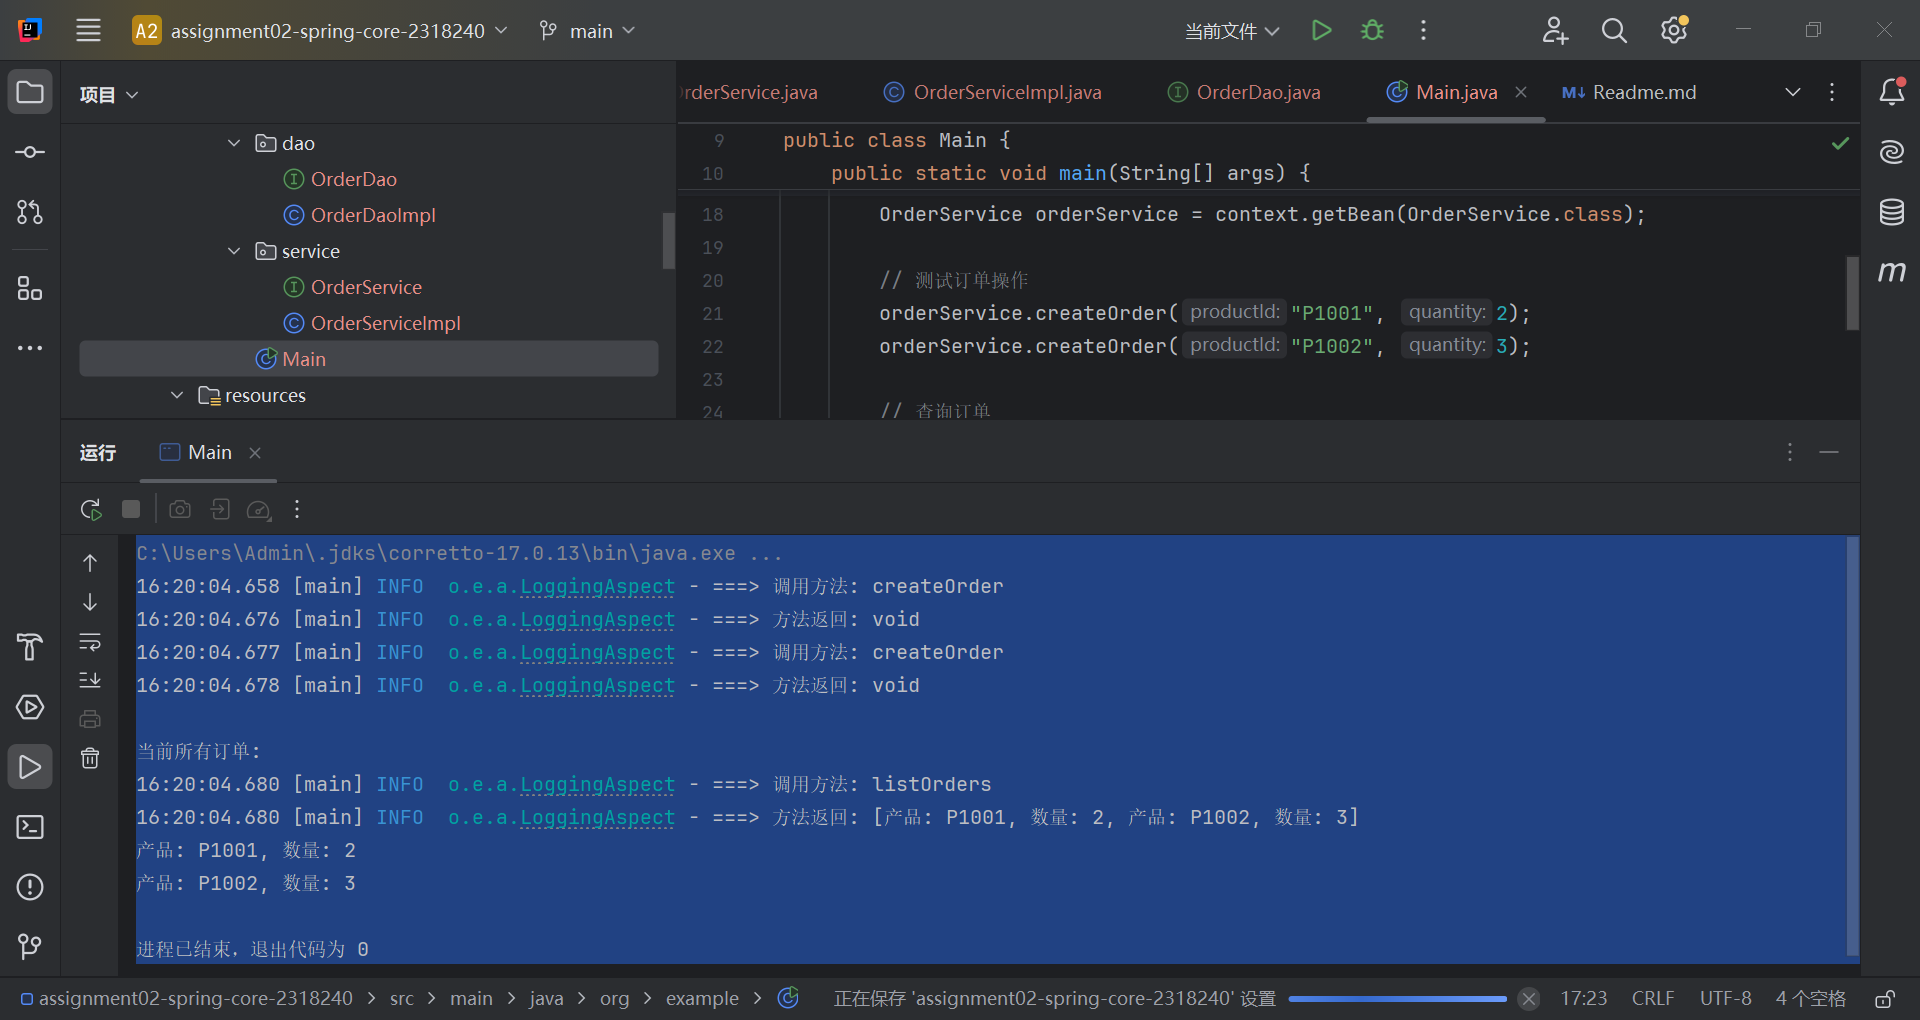 A2 assignment02-spring-core-2318240 main 当前文件
项目
rderService.java OrderServiceImpl.java OrderDao.java Main.java Readme.md
dao
OrderDao
OrderDaoImpl
service
OrderService
OrderServiceImpl
Main
resources
9 public class Main {
10 public static void main(String[] args) {
18 OrderService orderService = context.getBean(OrderService.class);
19
20 // 测试订单操作
21 orderService.createOrder( productId: "P1001", quantity: 2);
22 orderService.createOrder( productId: "P1002", quantity: 3);
23
24 // 查询订单
运行 Main
C:\Users\Admin\.jdks\corretto-17.0.13\bin\java.exe ...
16:20:04.658 [main] INFO  o.e.a.LoggingAspect - ===> 调用方法: createOrder
16:20:04.676 [main] INFO  o.e.a.LoggingAspect - ===> 方法返回: void
16:20:04.677 [main] INFO  o.e.a.LoggingAspect - ===> 调用方法: createOrder
16:20:04.678 [main] INFO  o.e.a.LoggingAspect - ===> 方法返回: void
当前所有订单:
16:20:04.680 [main] INFO  o.e.a.LoggingAspect - ===> 调用方法: listOrders
16:20:04.680 [main] INFO  o.e.a.LoggingAspect - ===> 方法返回: [产品: P1001, 数量: 2, 产品: P1002, 数量: 3]
产品: P1001, 数量: 2
产品: P1002, 数量: 3
进程已结束，退出代码为 0
assignment02-spring-core-2318240 > src > main > java > org > example > 正在保存 'assignment02-spring-core-2318240' 设置 17:23 CRLF UTF-8 4 个空格